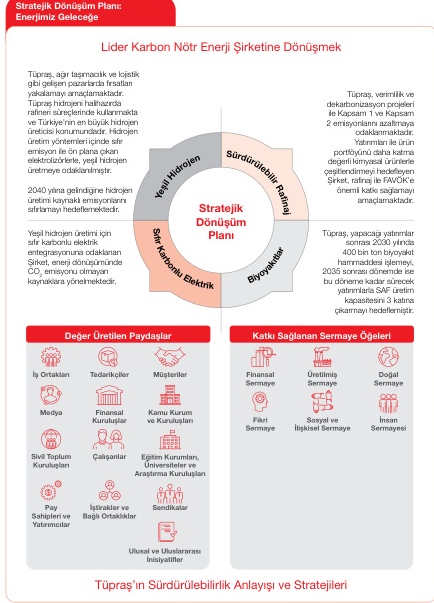 Stratejik Dönüşüm Planı:
Enerjimiz Geleceğe
Lider Karbon Nötr Enerji Şirketine Dönüşmek
Tüpraş, ağır taşımacılık ve lojistik
gibi gelişen pazarlarda fırsatları
yakalamayı amaçlamaktadır.
Tüpraş hidrojeni halihazırda
rafineri süreçlerinde kullanmakta
ve Türkiye'nin en büyük hidrojen
üreticisi konumundadır. Hidrojen
üretim yöntemleri içinde sıfır
emisyon ile ön plana çıkan
elektrolizörlerle, yeşil hidrojen
üretmeye odaklanılmıştır.
2040 yılına gelindiğine hidrojen
üretimi kaynaklı emisyonlarını
sıfırlamayı hedeflemektedir.
Yeşil hidrojen üretimi için
sıfır karbonlu elektrik
entegrasyonuna odaklanan
Şirket, enerji dönüşümünde
CO₂ emisyonu olmayan
kaynaklara yönelmektedir.
Yeşil Hidrojen
Sürdürülebilir Rafinaj
Stratejik
Dönüşüm
Planı
Sıfır Karbonlu Elektrik
Biyoyakıtlar
Tüpraş, verimlilik ve
dekarbonizasyon projeleri
ile Kapsam 1 ve Kapsam
2 emisyonlarını azaltmaya
odaklanmaktadır.
Yatırımları ile ürün
portföyünü daha katma
değerli kimyasal ürünlerle
çeşitlendirmeyi hedefleyen
Şirket, rafinaj ile FAVÖK'e
önemli katkı sağlamayı
amaçlamaktadır.
Tüpraş, yapacağı yatırımlar
sonrası 2030 yılında
400 bin ton biyoyakıt
hammaddesi işlemeyi,
2035 sonrası dönemde ise
bu döneme kadar sürecek
yatırımlarla SAF üretim
kapasitesini 3 katına
çıkarmayı hedeflemiştir.
Değer Üretilen Paydaşlar
İş Ortakları
Tedarikçiler
Müşteriler
Medya
Finansal
Kuruluşlar
Kamu Kurum
ve Kuruluşları
Sivil Toplum
Kuruluşları
Çalışanlar
Eğitim Kurumları,
Üniversiteler ve
Araştırma Kuruluşları
Pay
Sahipleri ve
Yatırımcılar
İştirakler ve
Bağlı Ortaklıklar
Sendikalar
Ulusal ve Uluslararası
İnisiyatifler
Katkı Sağlanan Sermaye Öğeleri
Finansal
Sermaye
Üretilmiş
Sermaye
Doğal
Sermaye
Fikri
Sermaye
Sosyal ve
İlişkisel Sermaye
İnsan
Sermayesi
Tüpraş'ın Sürdürülebilirlik Anlayışı ve Stratejileri